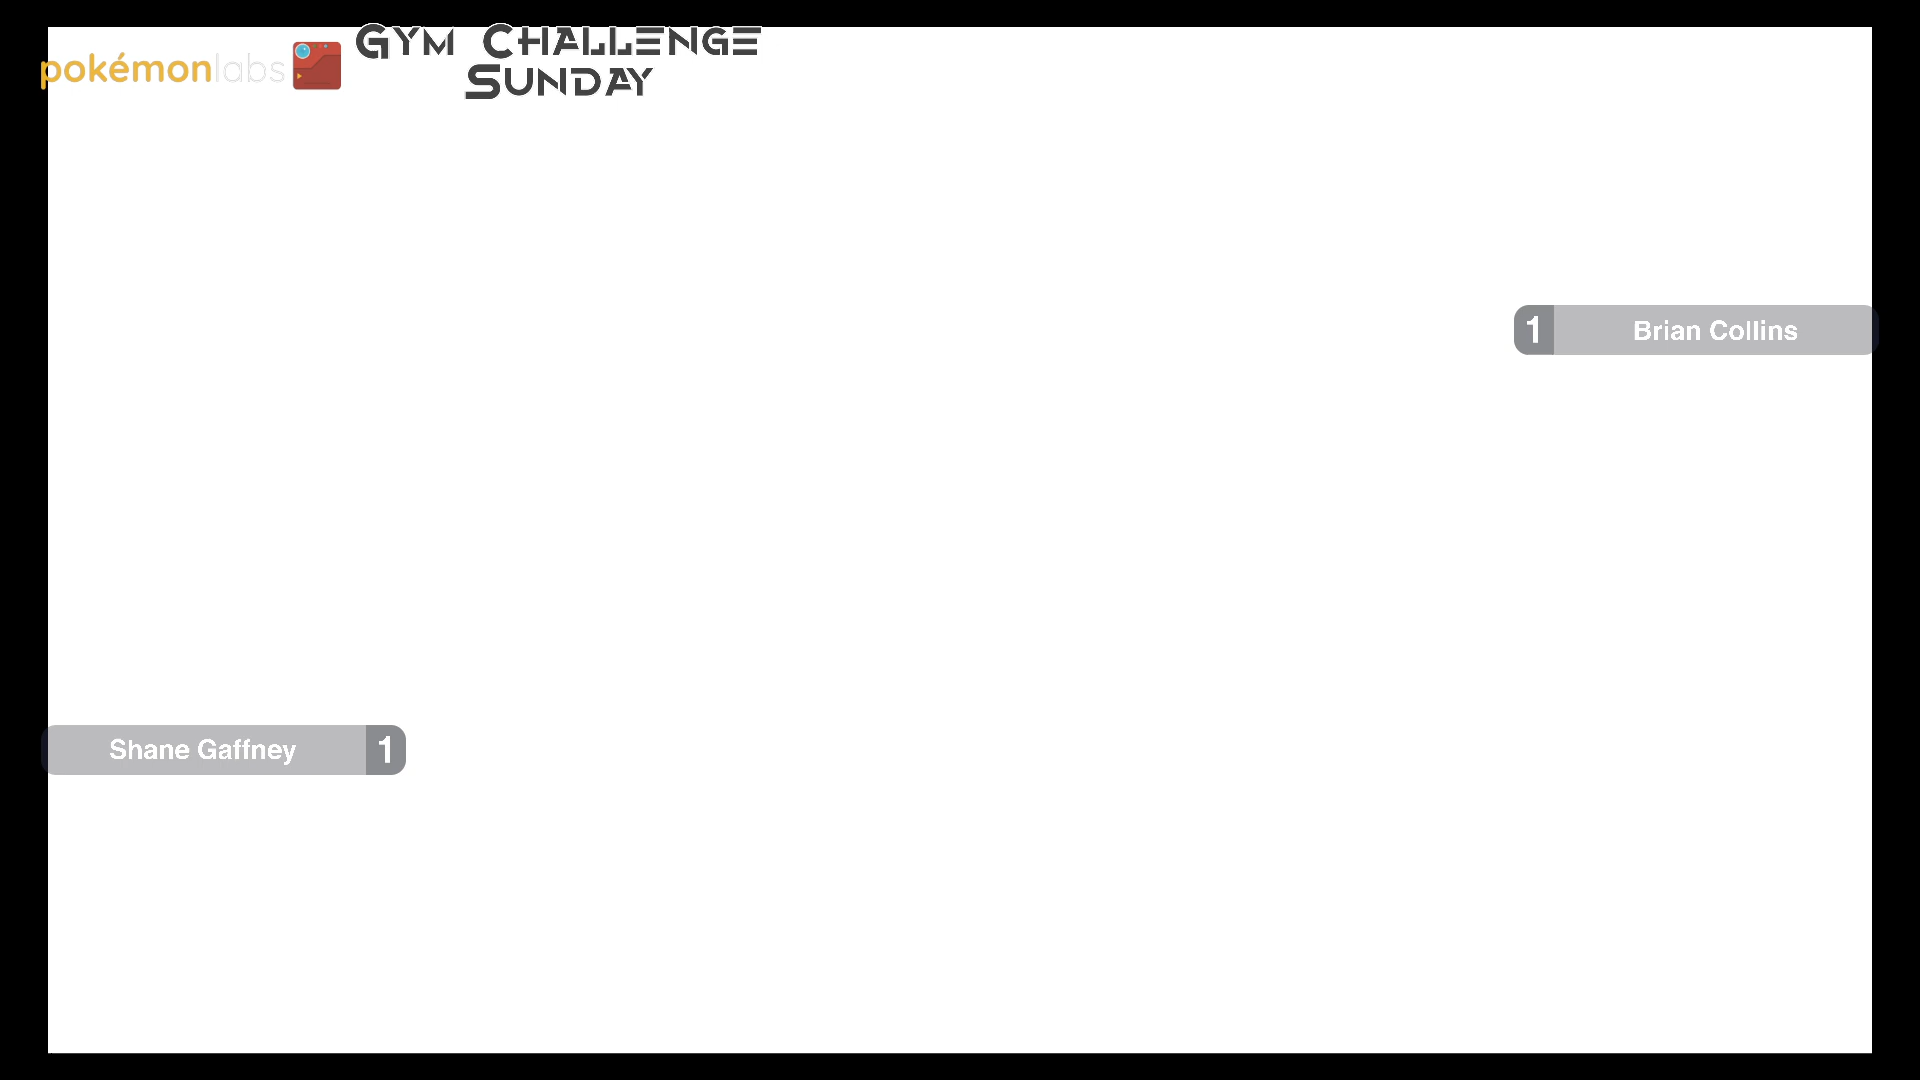 pokémonlabs
Gym Challenge
Sunday
1 Brian Collins
Shane Gaffney 1